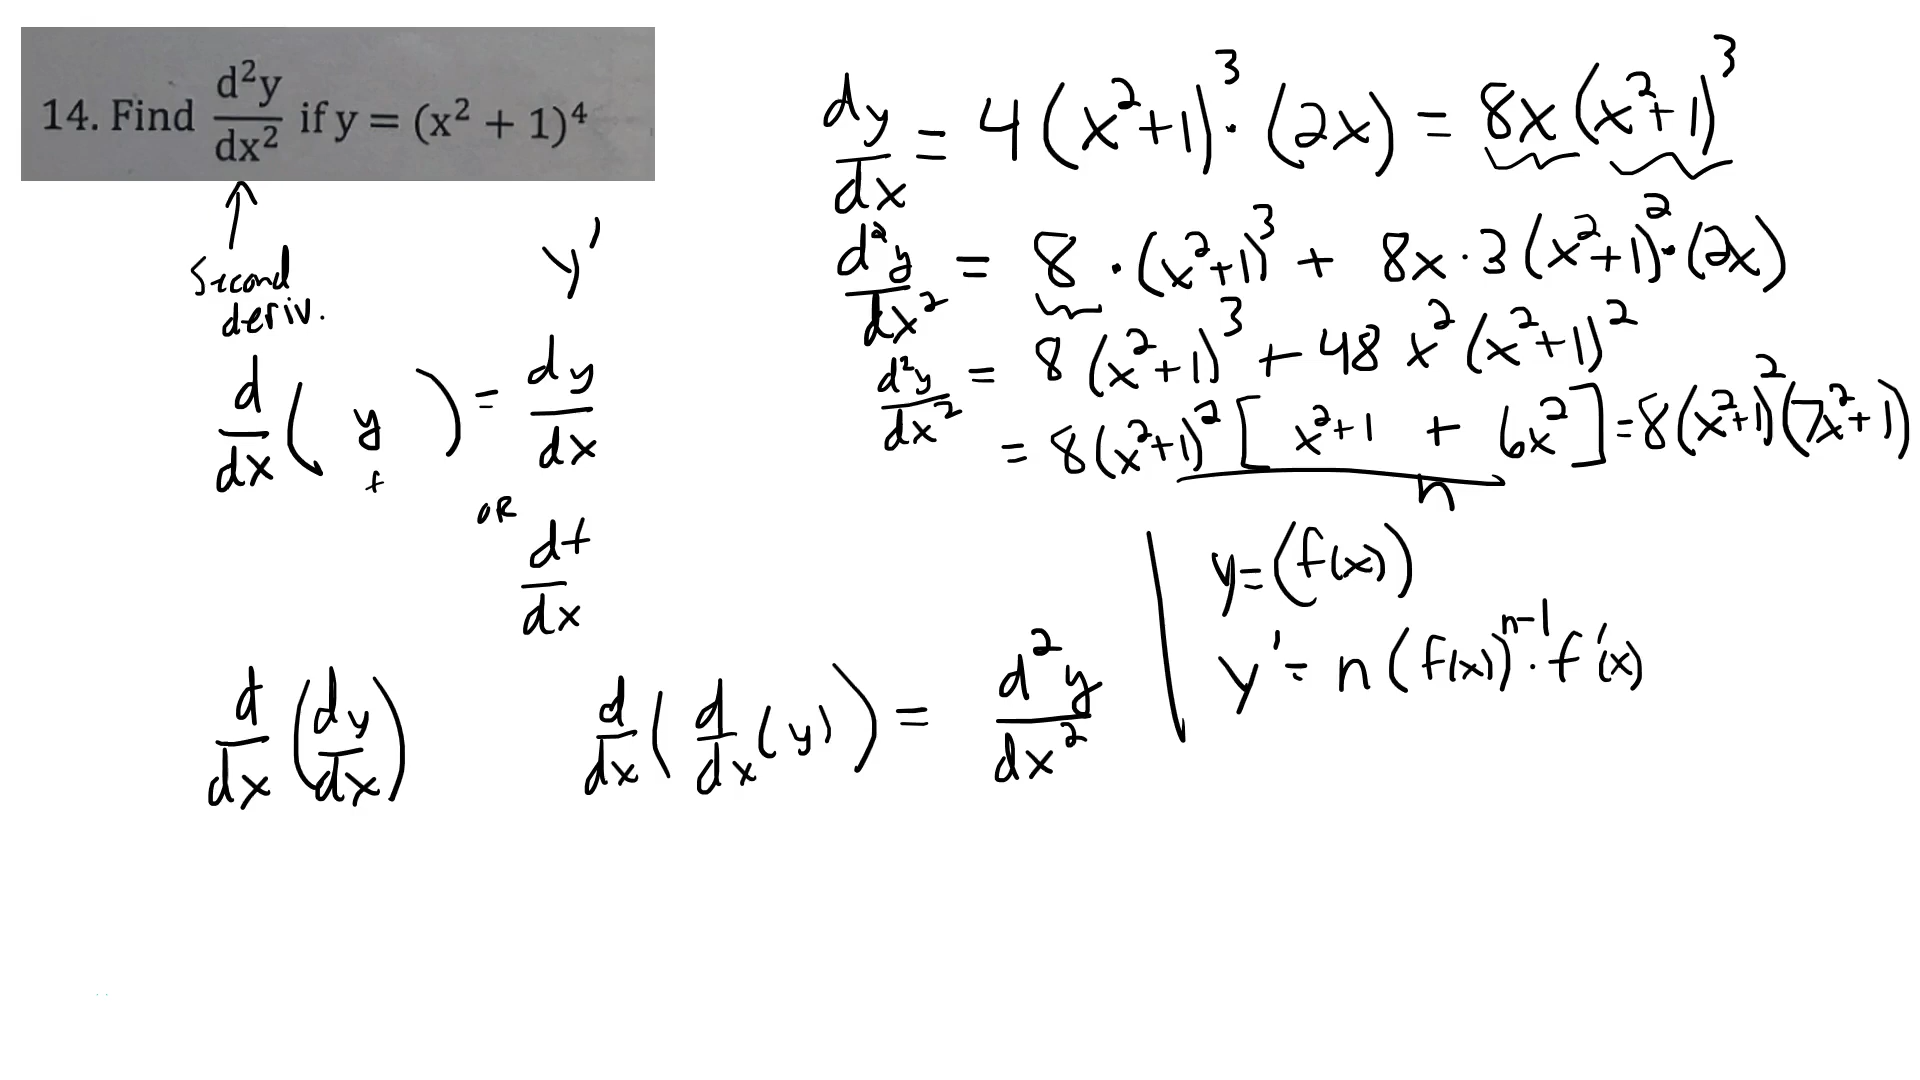 14. Find d²y/dx² if y = (x² + 1)⁴
Second
deriv.
y'
d/dx ( y ) = dy/dx
f
OR
df/dx
d/dx (dy/dx)
d/dx ( d/dx (y) ) = d²y/dx²
dy/dx = 4(x²+1)³ · (2x) = 8x(x²+1)³
d²y/dx² = 8 · (x²+1)³ + 8x · 3(x²+1)² · (2x)
d²y/dx² = 8(x²+1)³ + 48x²(x²+1)²
= 8(x²+1)² [ x²+1 + 6x² ] = 8(x²+1)²(7x²+1)
y = (f(x))ⁿ
y' = n(f(x))ⁿ⁻¹ · f'(x)